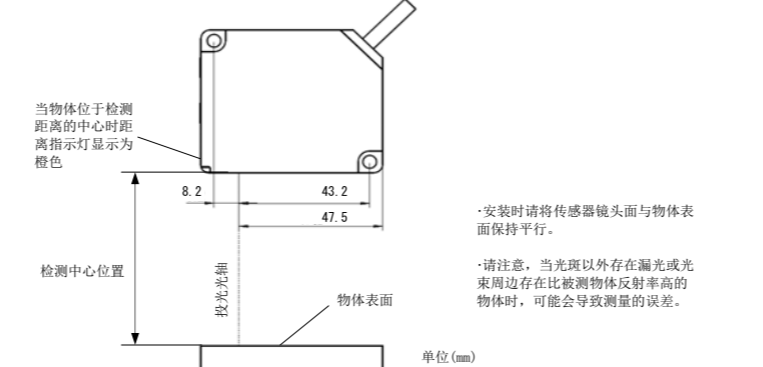 当物体位于检测
距离的中心时距
离指示灯显示为
橙色
8.2
43.2
47.5
·安装时请将传感器镜头面与物体表
面保持平行。
检测中心位置
投光光轴
·请注意，当光斑以外存在漏光或光
束周边存在比被测物体反射率高的
物体时，可能会导致测量的误差。
物体表面
单位(mm)